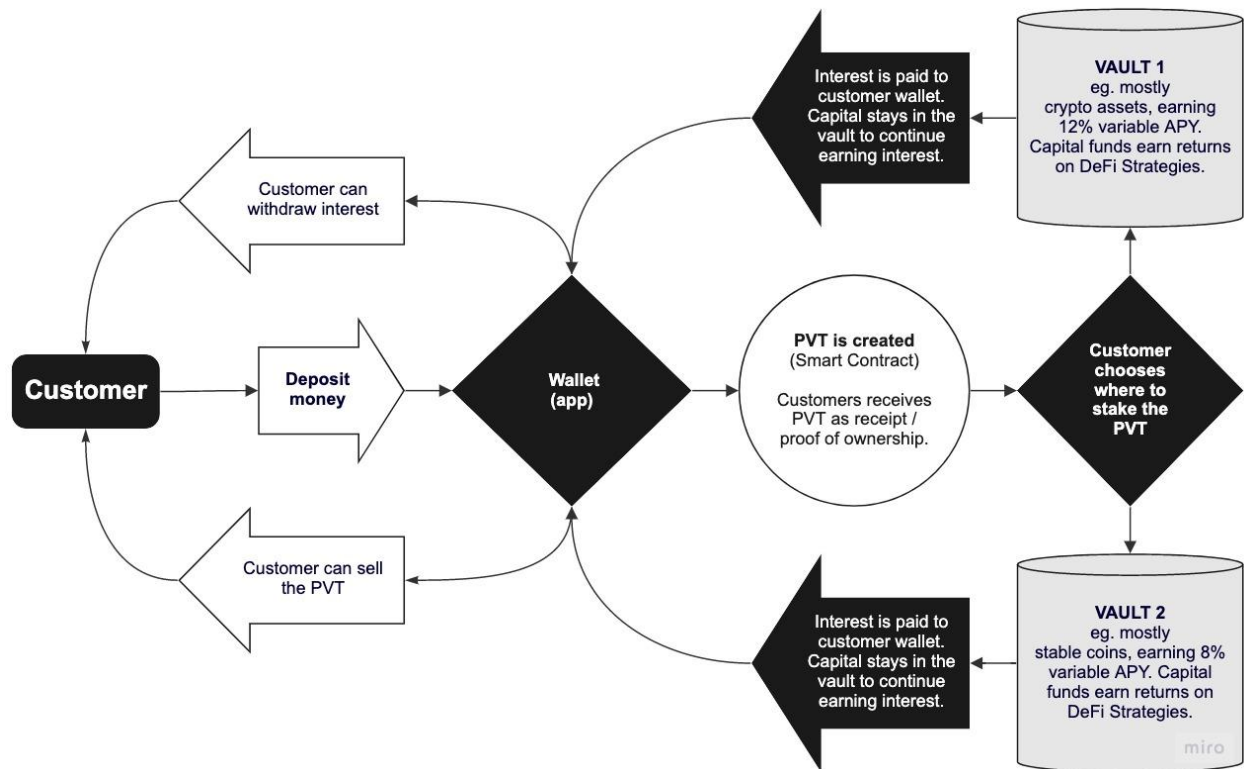 Customer
Customer can
withdraw interest
Deposit
money
Customer can sell
the PVT
Wallet
(app)
Interest is paid to
customer wallet.
Capital stays in the
vault to continue
earning interest.
PVT is created
(Smart Contract)
Customers receives
PVT as receipt /
proof of ownership.
Interest is paid to
customer wallet.
Capital stays in the
vault to continue
earning interest.
VAULT 1
eg. mostly
crypto assets, earning
12% variable APY.
Capital funds earn returns
on DeFi Strategies.
Customer
chooses
where to
stake the
PVT
VAULT 2
eg. mostly
stable coins, earning 8%
variable APY. Capital
funds earn returns on
DeFi Strategies.
miro